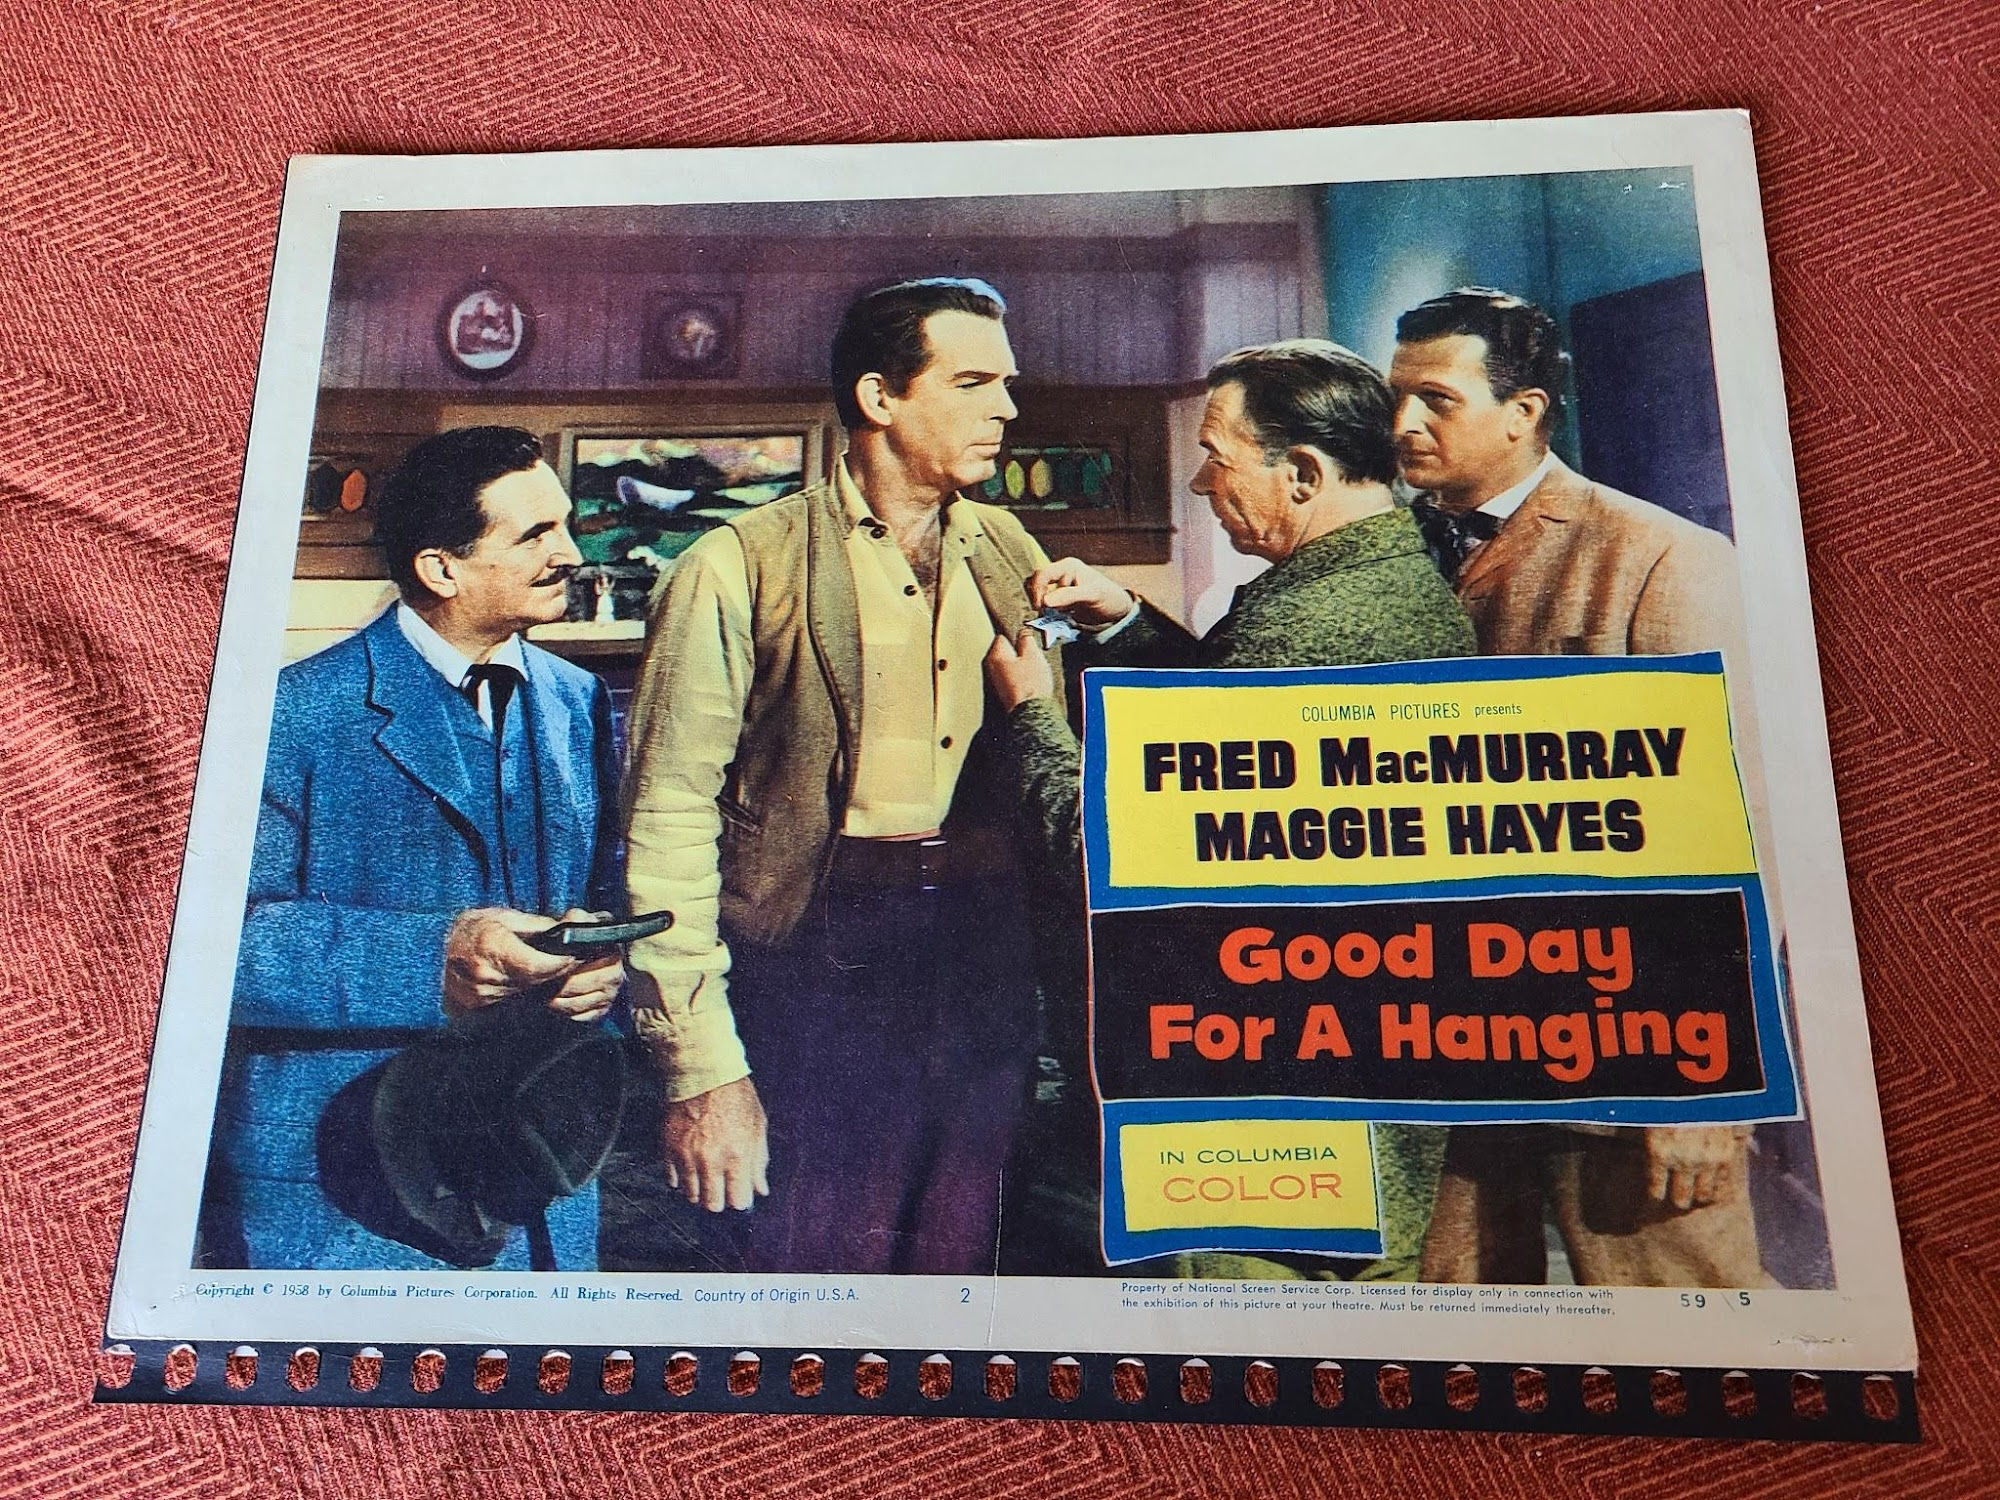 COLUMBIA PICTURES presents
FRED MacMURRAY
MAGGIE HAYES
Good Day
For A Hanging
IN COLUMBIA
COLOR
Copyright © 1958 by Columbia Pictures Corporation. All Rights Reserved. Country of Origin U.S.A.
2
Property of National Screen Service Corp. Licensed for display only in connection with
the exhibition of this picture at your theatre. Must be returned immediately thereafter.
59 5